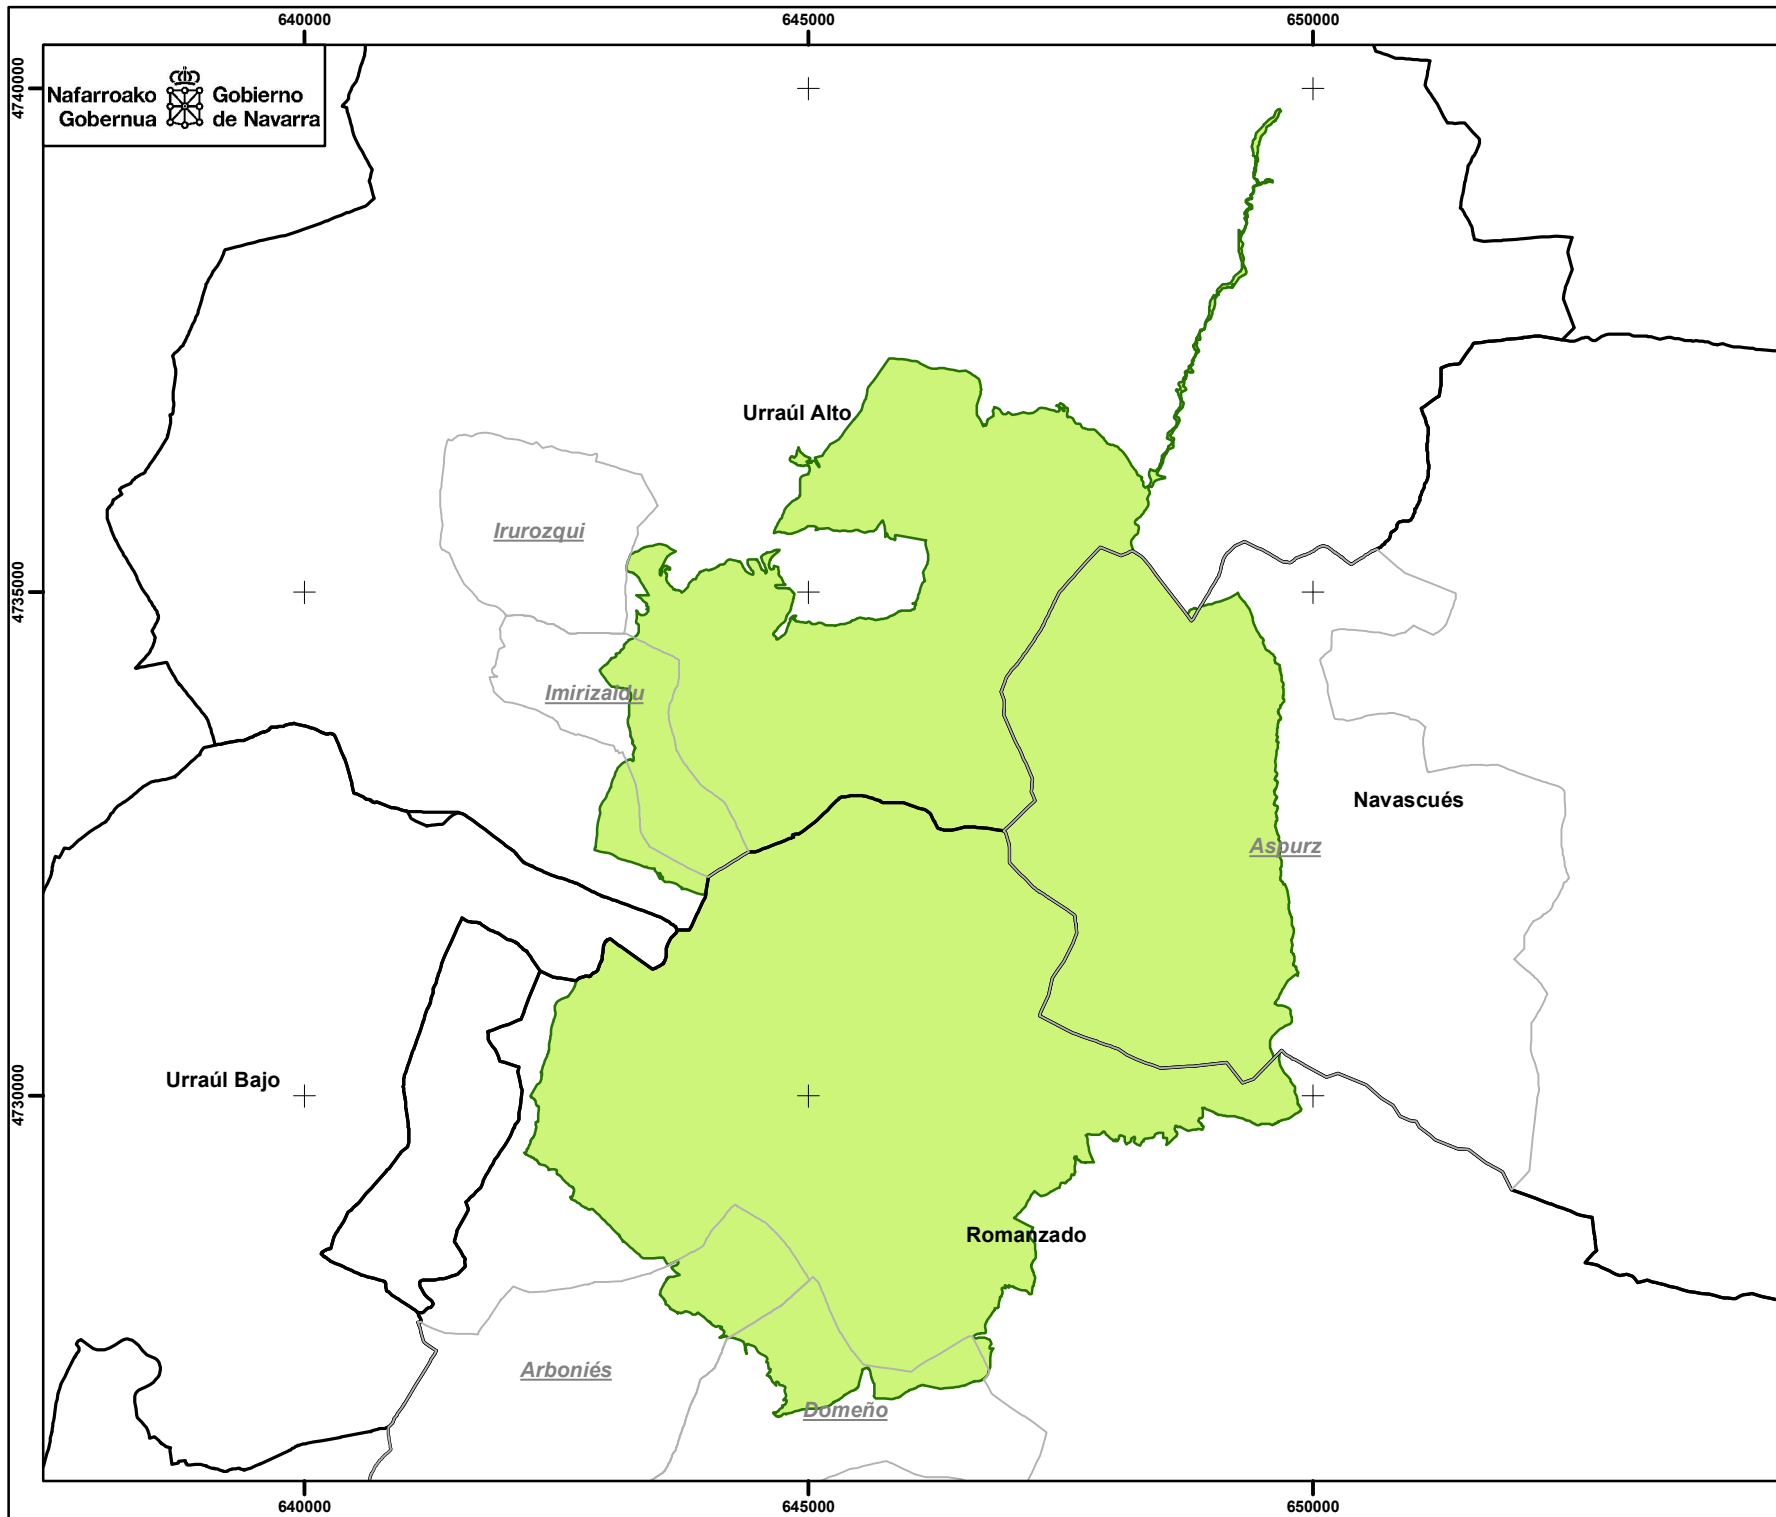 640000
645000
650000
4740000
Nafarroako
Gobernua
Gobierno
de Navarra
Urraúl Alto
Irurozqui
4735000
Imirizaldu
Navascués
Aspurz
Urraúl Bajo
4730000
Romanzado
Arboniés
Domeño
640000
645000
650000